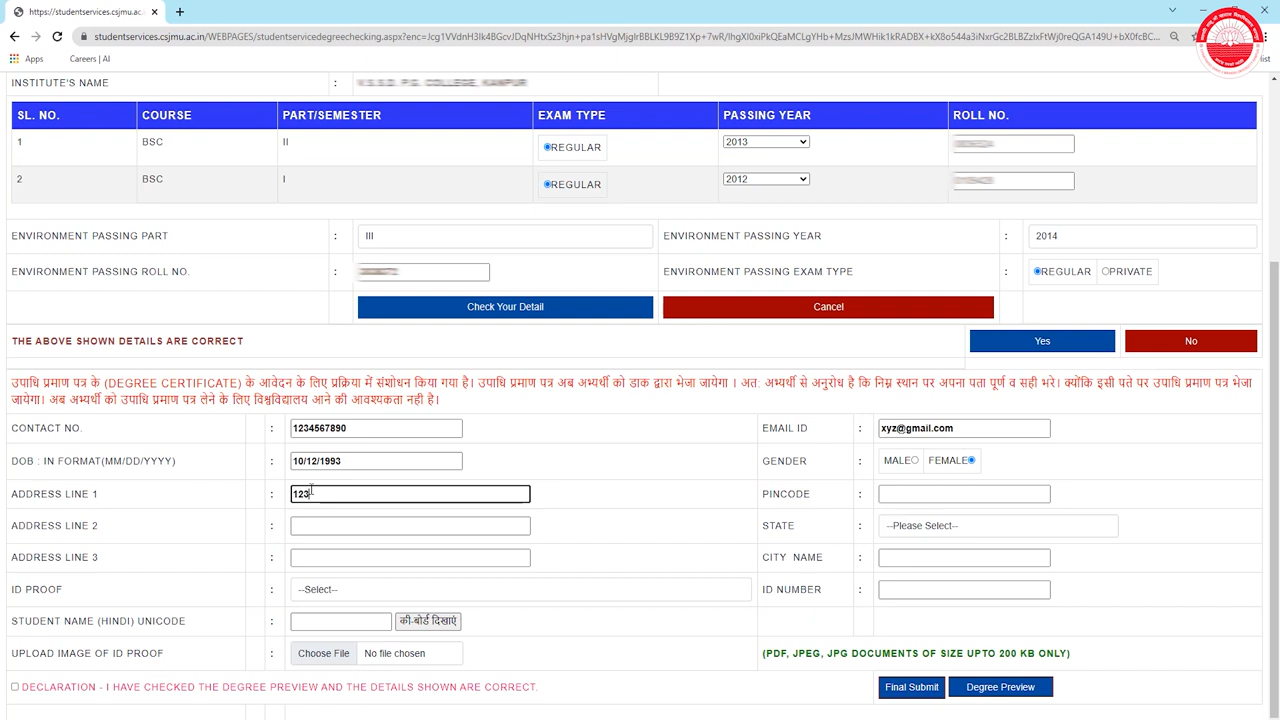 https://studentservices.csjmu.ac.
studentservices.csjmu.ac.in/WEBPAGES/studentservicedegreechecking.aspx?enc=
Apps Careers | AI
INSTITUTE'S NAME :
SL. NO. COURSE PART/SEMESTER EXAM TYPE PASSING YEAR ROLL NO.
1 BSC II REGULAR 2013
2 BSC I REGULAR 2012
ENVIRONMENT PASSING PART : III ENVIRONMENT PASSING YEAR : 2014
ENVIRONMENT PASSING ROLL NO. : ENVIRONMENT PASSING EXAM TYPE : REGULAR PRIVATE
Check Your Detail Cancel
THE ABOVE SHOWN DETAILS ARE CORRECT Yes No
उपाधि प्रमाण पत्र के (DEGREE CERTIFICATE) के आवेदन के लिए प्रक्रिया में संशोधन किया गया है। उपाधि प्रमाण पत्र अब अभ्यर्थी को डाक द्वारा भेजा जायेगा । अत: अभ्यर्थी से अनुरोध है कि निम्न स्थान पर अपना पता पूर्ण व सही भरे। क्योंकि इसी पते पर उपाधि प्रमाण पत्र भेजा
जायेगा। अब अभ्यर्थी को उपाधि प्रमाण पत्र लेने के लिए विश्वविद्यालय आने की आवश्यकता नही है।
CONTACT NO. : 1234567890 EMAIL ID : xyz@gmail.com
DOB : IN FORMAT(MM/DD/YYYY) : 10/12/1993 GENDER : MALE FEMALE
ADDRESS LINE 1 : 123 PINCODE :
ADDRESS LINE 2 : STATE : --Please Select--
ADDRESS LINE 3 : CITY NAME :
ID PROOF : --Select-- ID NUMBER :
STUDENT NAME (HINDI) UNICODE : की-बोर्ड दिखाएं
UPLOAD IMAGE OF ID PROOF : Choose File No file chosen (PDF, JPEG, JPG DOCUMENTS OF SIZE UPTO 200 KB ONLY)
DECLARATION - I HAVE CHECKED THE DEGREE PREVIEW AND THE DETAILS SHOWN ARE CORRECT. Final Submit Degree Preview